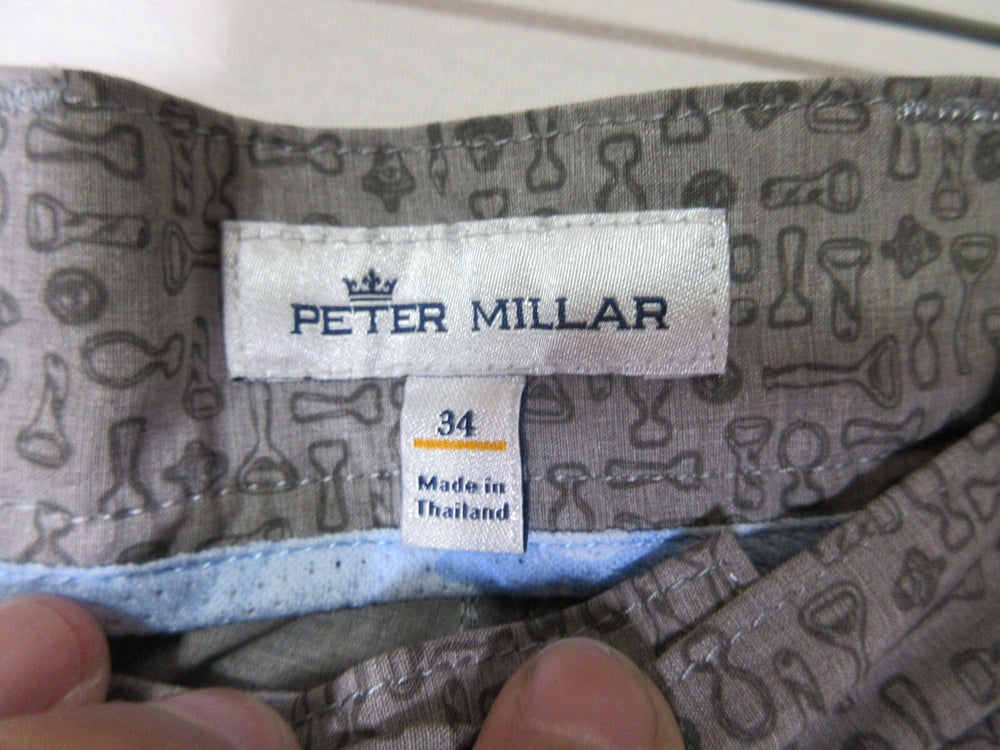 PETER MILLAR
34
Made in
Thailand